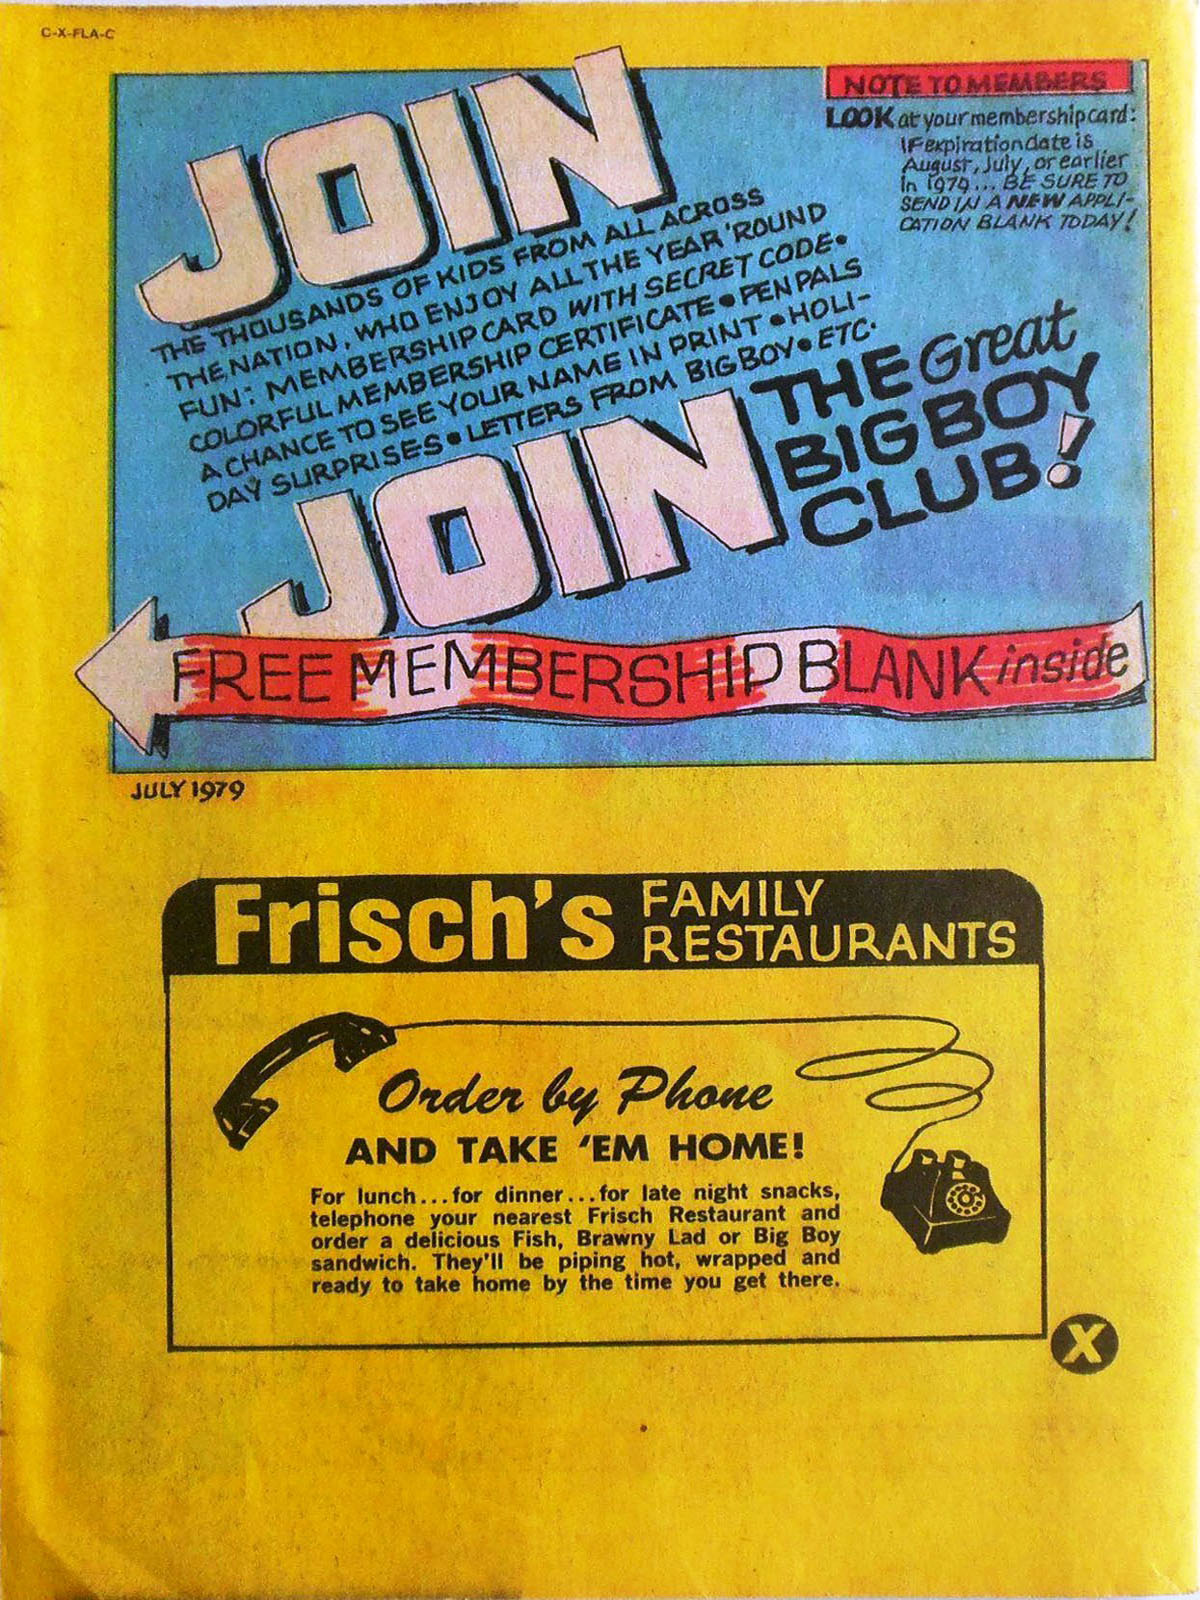 C-X-FLA-C
JOIN
THE THOUSANDS OF KIDS FROM ALL ACROSS
THE NATION, WHO ENJOY ALL THE YEAR 'ROUND
FUN: MEMBERSHIP CARD WITH SECRET CODE •
COLORFUL MEMBERSHIP CERTIFICATE • PEN PALS
A CHANCE TO SEE YOUR NAME IN PRINT • HOLI-
DAY SURPRISES • LETTERS FROM BIG BOY • ETC.
NOTE TO MEMBERS
LOOK at your membership card:
IF expiration date is
August, July, or earlier
in 1979... BE SURE TO
SEND IN A NEW APPLI-
CATION BLANK TODAY!
JOIN
THE Great
BIG BOY
CLUB!
FREE MEMBERSHIP BLANK inside
JULY 1979
Frisch's FAMILY
RESTAURANTS
Order by Phone
AND TAKE 'EM HOME!
For lunch...for dinner...for late night snacks,
telephone your nearest Frisch Restaurant and
order a delicious Fish, Brawny Lad or Big Boy
sandwich. They'll be piping hot, wrapped and
ready to take home by the time you get there.
X